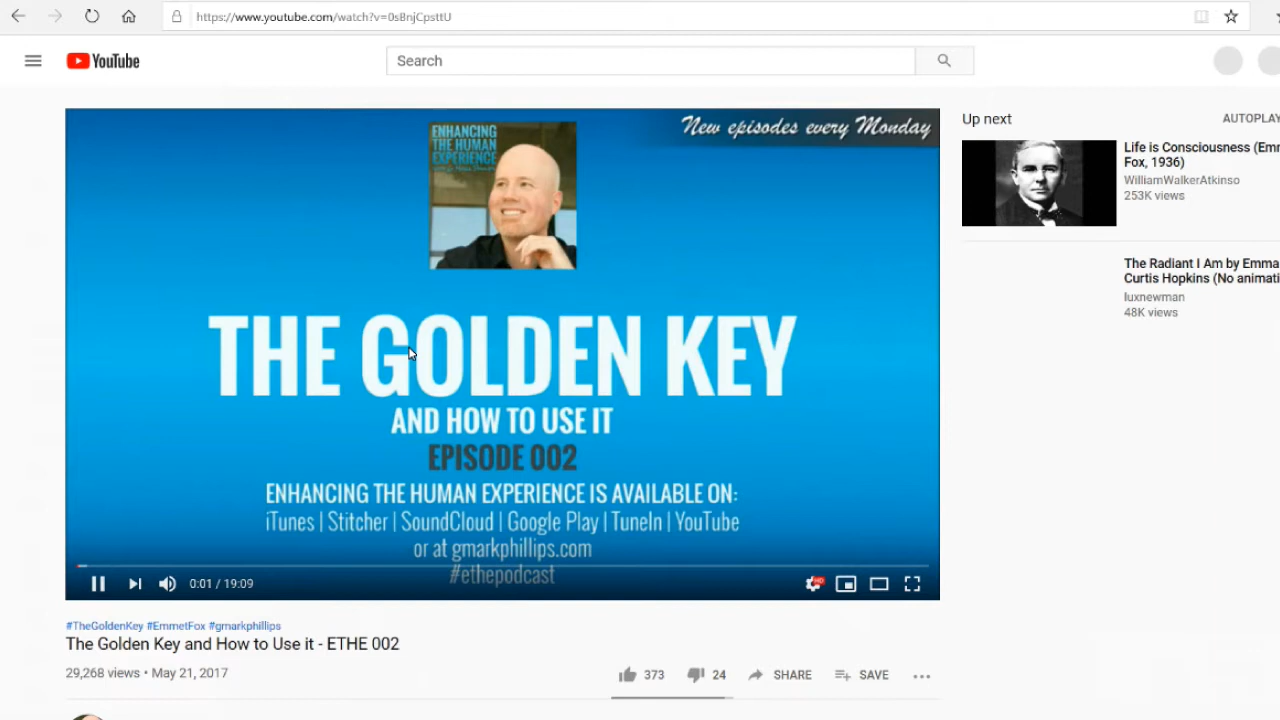 https://www.youtube.com/watch?v=0sBnjCpsttU
YouTube
Search
New episodes every Monday
ENHANCING
THE HUMAN
EXPERIENCE
THE GOLDEN KEY
AND HOW TO USE IT
EPISODE 002
ENHANCING THE HUMAN EXPERIENCE IS AVAILABLE ON:
iTunes | Stitcher | SoundCloud | Google Play | TuneIn | YouTube
or at gmarkphillips.com
#ethepodcast
0:01 / 19:09
HD
#TheGoldenKey #EmmetFox #gmarkphillips
The Golden Key and How to Use it - ETHE 002
29,268 views • May 21, 2017
373
24
SHARE
SAVE
Up next
AUTOPLAY
Life is Consciousness (Em
Fox, 1936)
WilliamWalkerAtkinso
253K views
The Radiant I Am by Emma
Curtis Hopkins (No animati
luxnewman
48K views